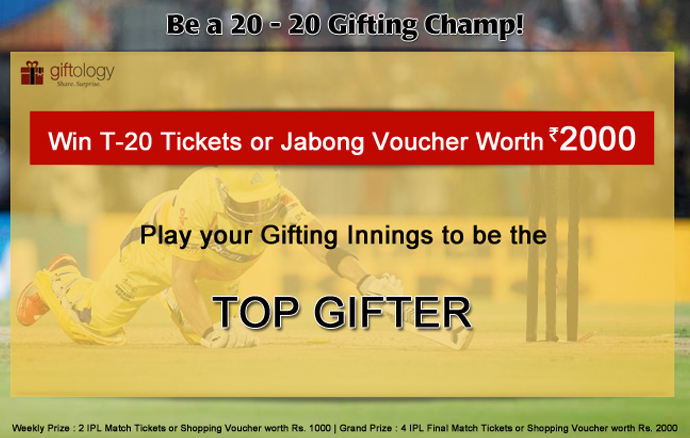 Be a 20 - 20 Gifting Champ!
giftology
Share. Surprise.
Win T-20 Tickets or Jabong Voucher Worth ₹2000
Play your Gifting Innings to be the
TOP GIFTER
Weekly Prize : 2 IPL Match Tickets or Shopping Voucher worth Rs. 1000 | Grand Prize : 4 IPL Final Match Tickets or Shopping Voucher worth Rs. 2000